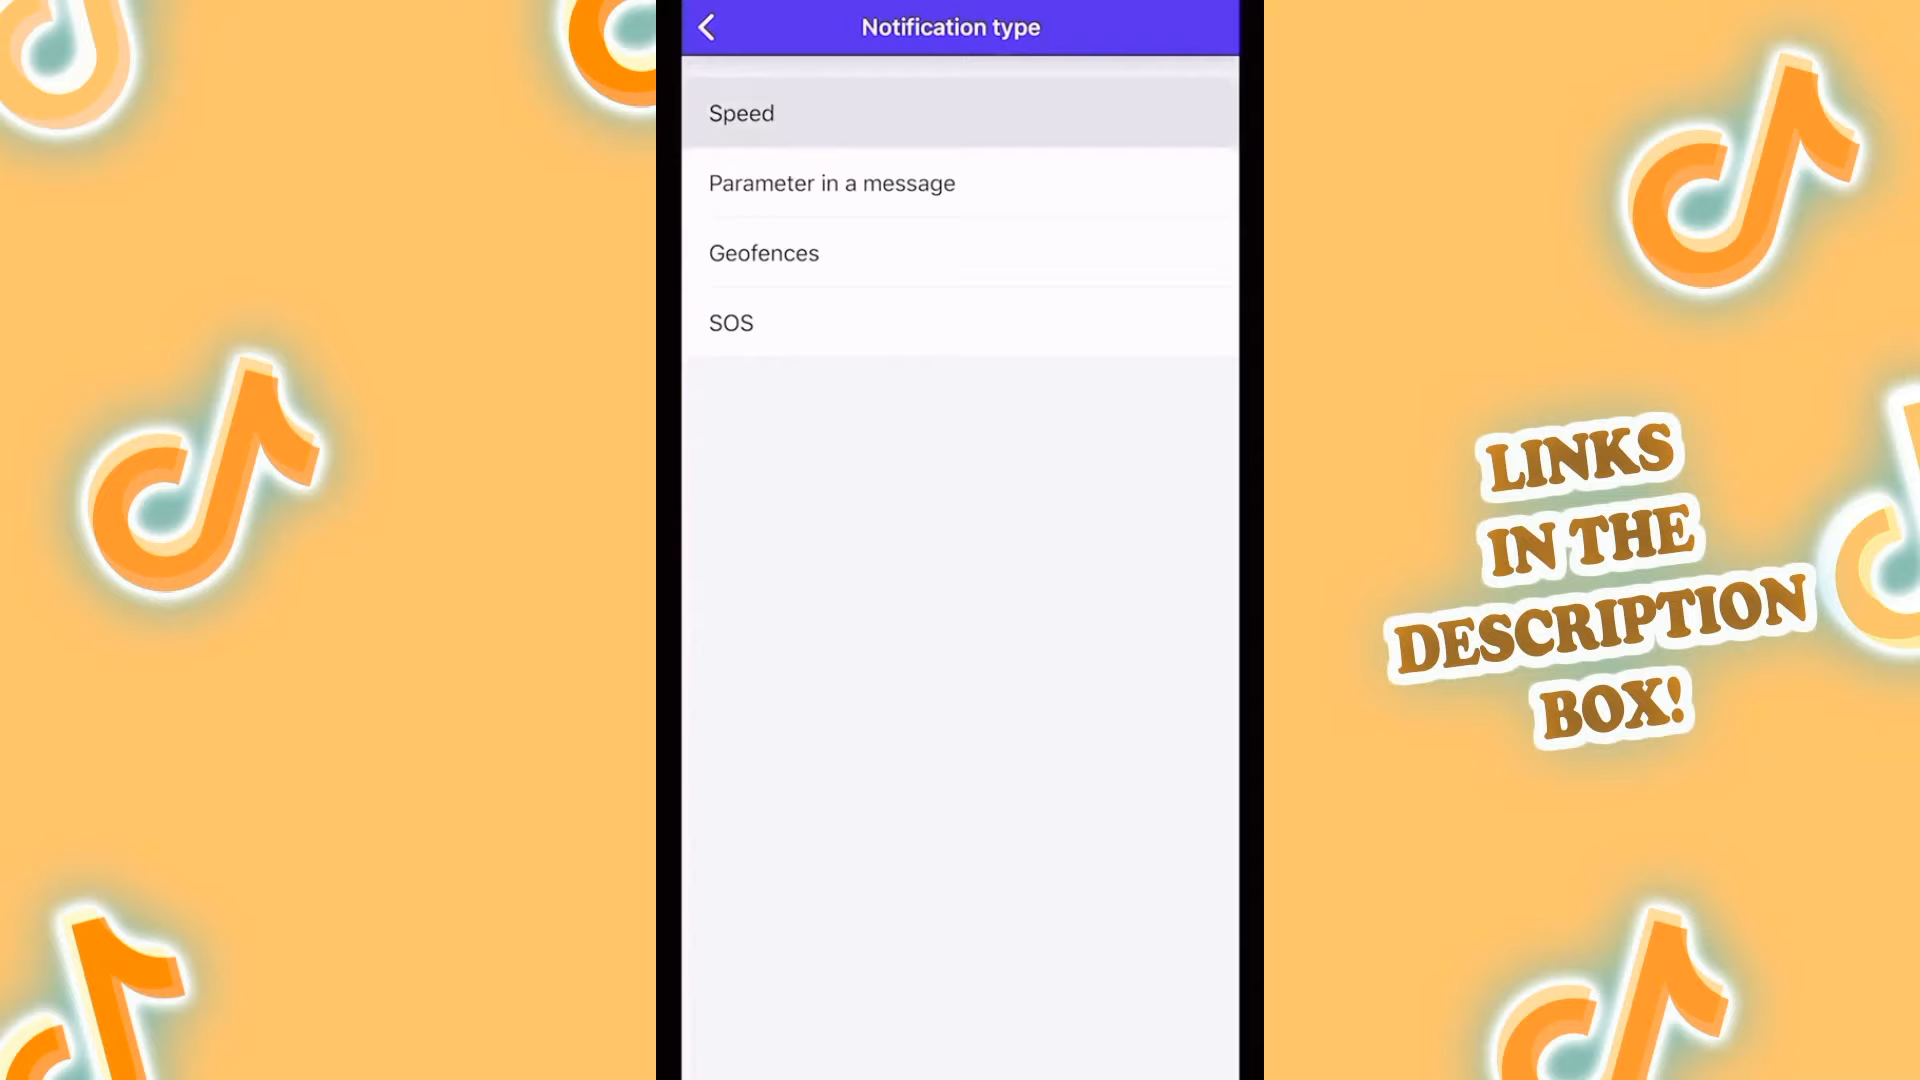 Notification type
Speed
Parameter in a message
Geofences
SOS
LINKS
IN THE
DESCRIPTION
BOX!